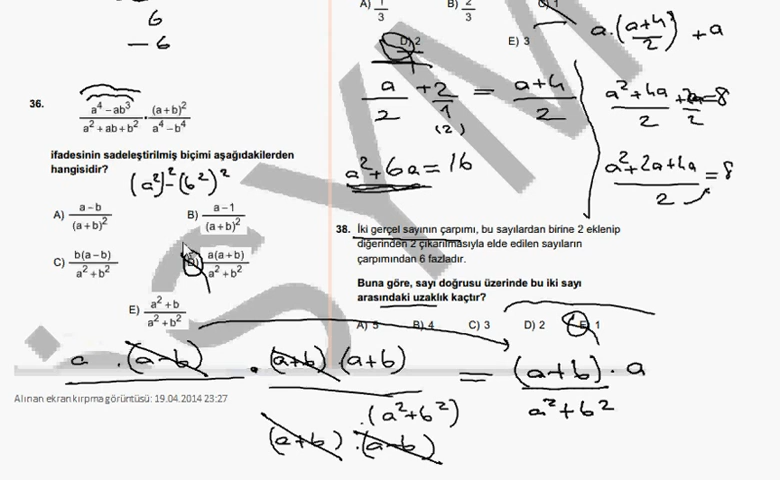 6
- 6
36.
a⁴ - ab³ / a² + ab + b² · (a + b)² / a⁴ - b⁴
ifadesinin sadeleştirilmiş biçimi aşağıdakilerden
hangisidir?
(a²)² - (b²)²
A) a - b / (a + b)²
B) a - 1 / (a + b)²
C) b(a - b) / a² + b²
a(a + b) / a² + b²
E) a² + b / a² + b²
a · (a-b) / · (a+b) (a+b) / (a+b) · (a-b) · (a²+b²) = (a+b) · a / a²+b²
Alınan ekran kırpma görüntüsü: 19.04.2014 23:27
A) 1/3
B) 2/3
C) 1
D) 2
E) 3
a/2 + 2/1 = a+4/2
(2)
a² + 6a = 16
a · (a+4/2) + a
a² + 4a / 2 + 2a/2 = 8
a² + 2a + 4a / 2 = 8
38. İki gerçel sayının çarpımı, bu sayılardan birine 2 eklenip
diğerinden 2 çıkarılmasıyla elde edilen sayıların
çarpımından 6 fazladır.
Buna göre, sayı doğrusu üzerinde bu iki sayı
arasındaki uzaklık kaçtır?
A) 5 B) 4 C) 3 D) 2 E) 1